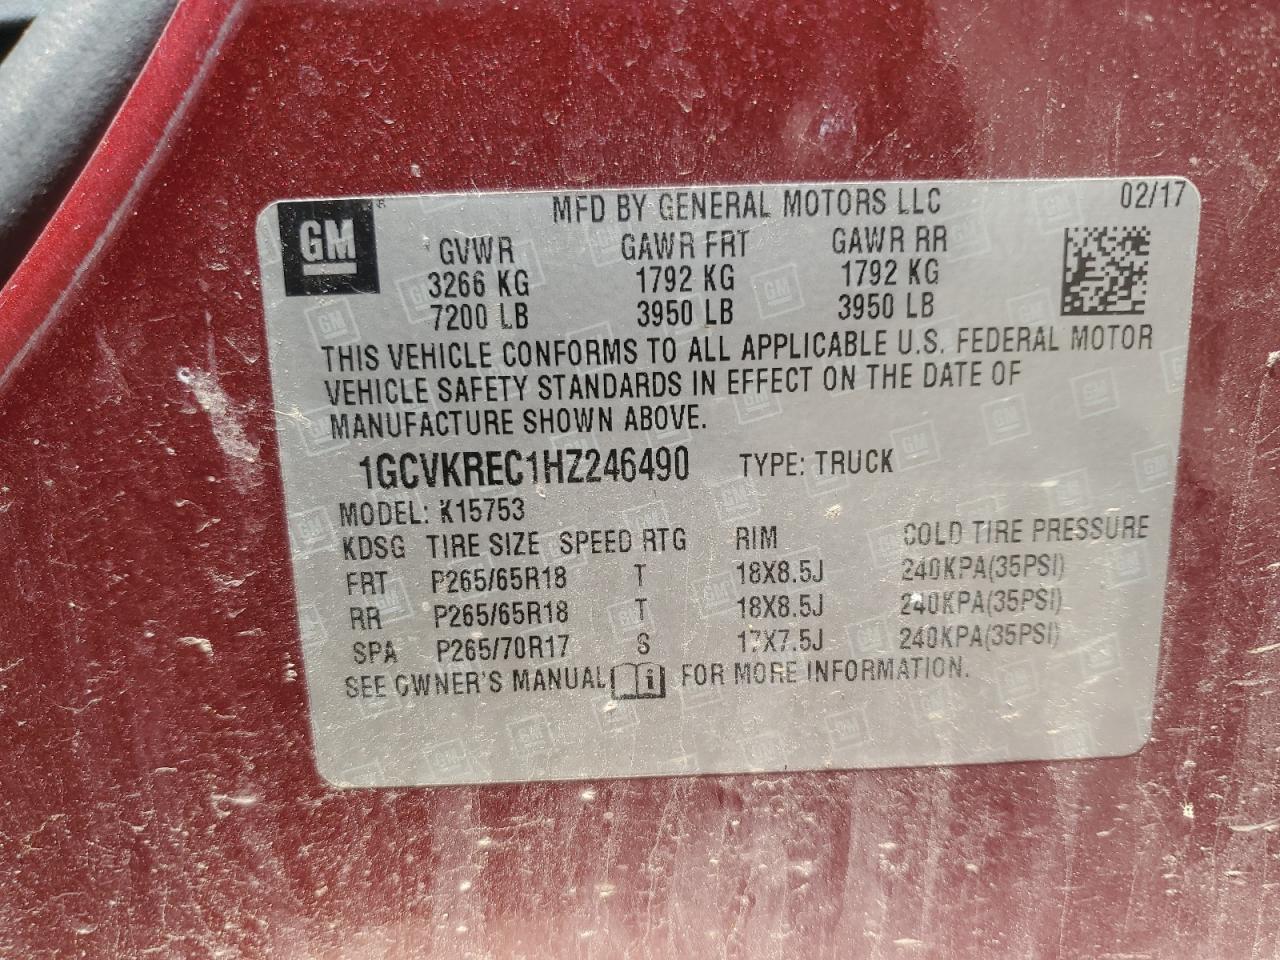 GM
MFD BY GENERAL MOTORS LLC 02/17
GVWR GAWR FRT GAWR RR
3266 KG 1792 KG 1792 KG
7200 LB 3950 LB 3950 LB
THIS VEHICLE CONFORMS TO ALL APPLICABLE U.S. FEDERAL MOTOR
VEHICLE SAFETY STANDARDS IN EFFECT ON THE DATE OF
MANUFACTURE SHOWN ABOVE.
1GCVKREC1HZ246490 TYPE: TRUCK
MODEL: K15753
KDSG TIRE SIZE SPEED RTG RIM COLD TIRE PRESSURE
FRT P265/65R18 T 18X8.5J 240KPA(35PSI)
RR P265/65R18 T 18X8.5J 240KPA(35PSI)
SPA P265/70R17 S 17X7.5J 240KPA(35PSI)
SEE OWNER'S MANUAL i FOR MORE INFORMATION.